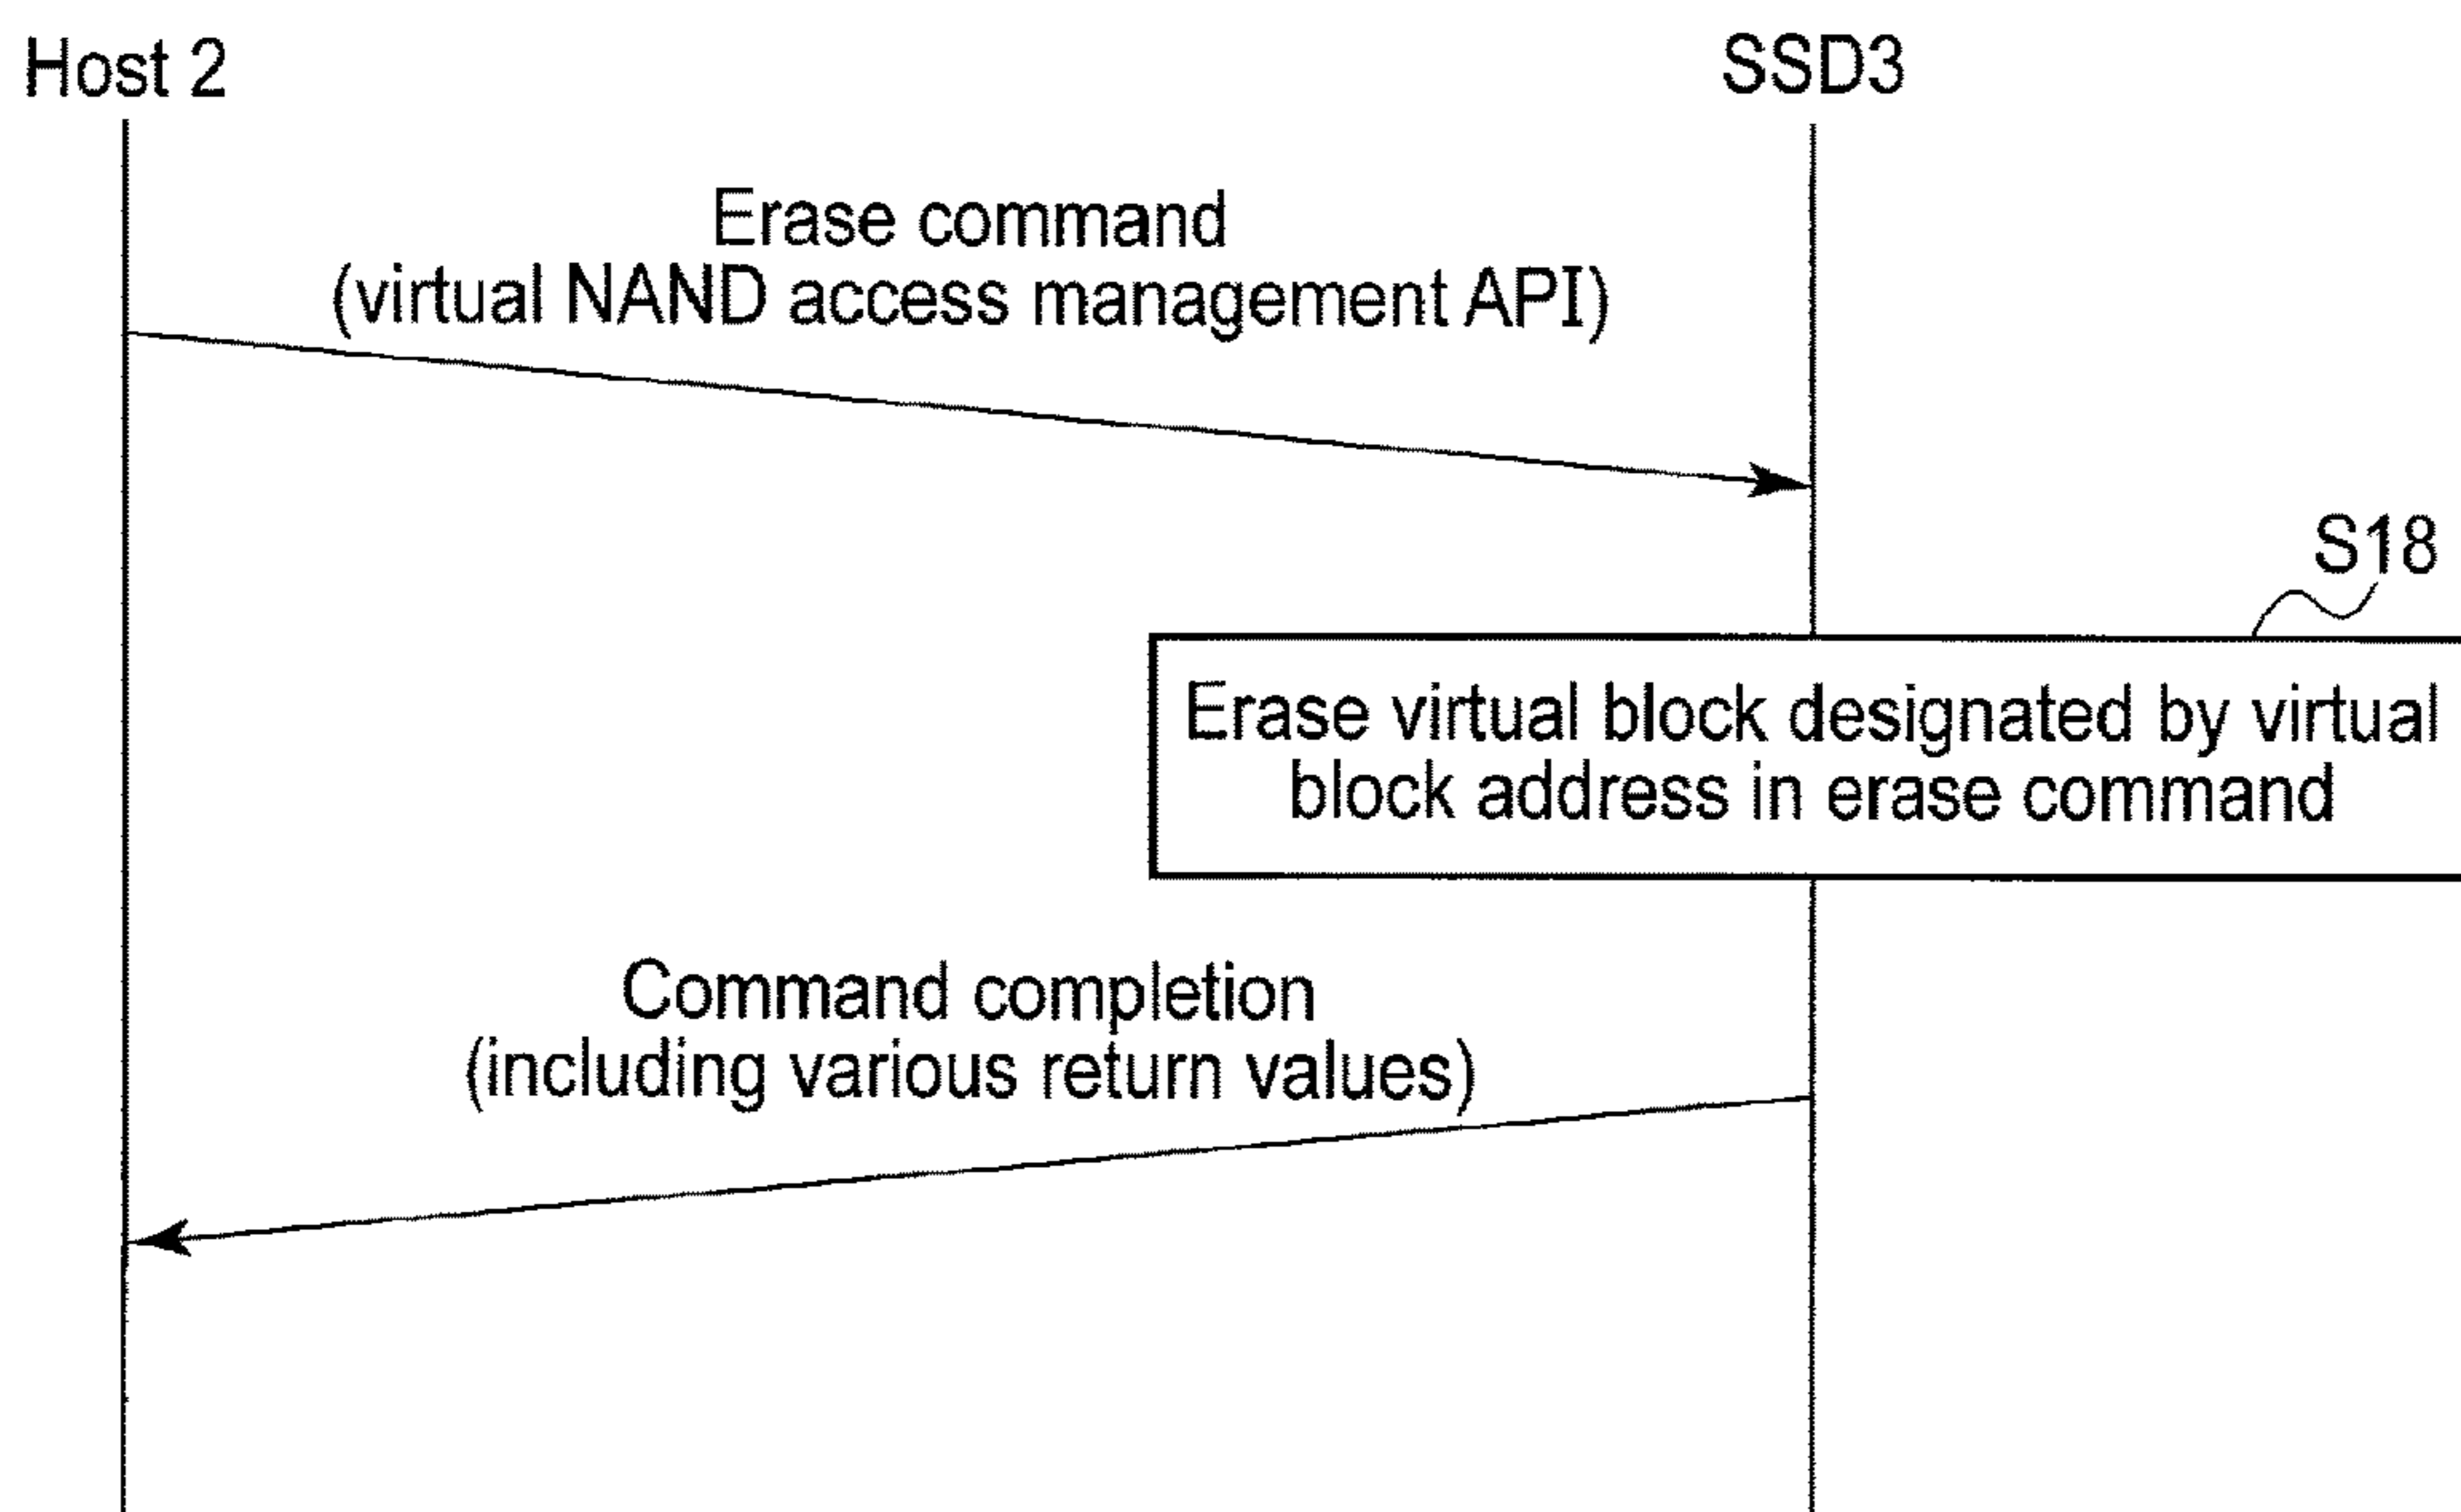 Host 2
SSD3
Erase command
(virtual NAND access management API)
S18
Erase virtual block designated by virtual
block address in erase command
Command completion
(including various return values)